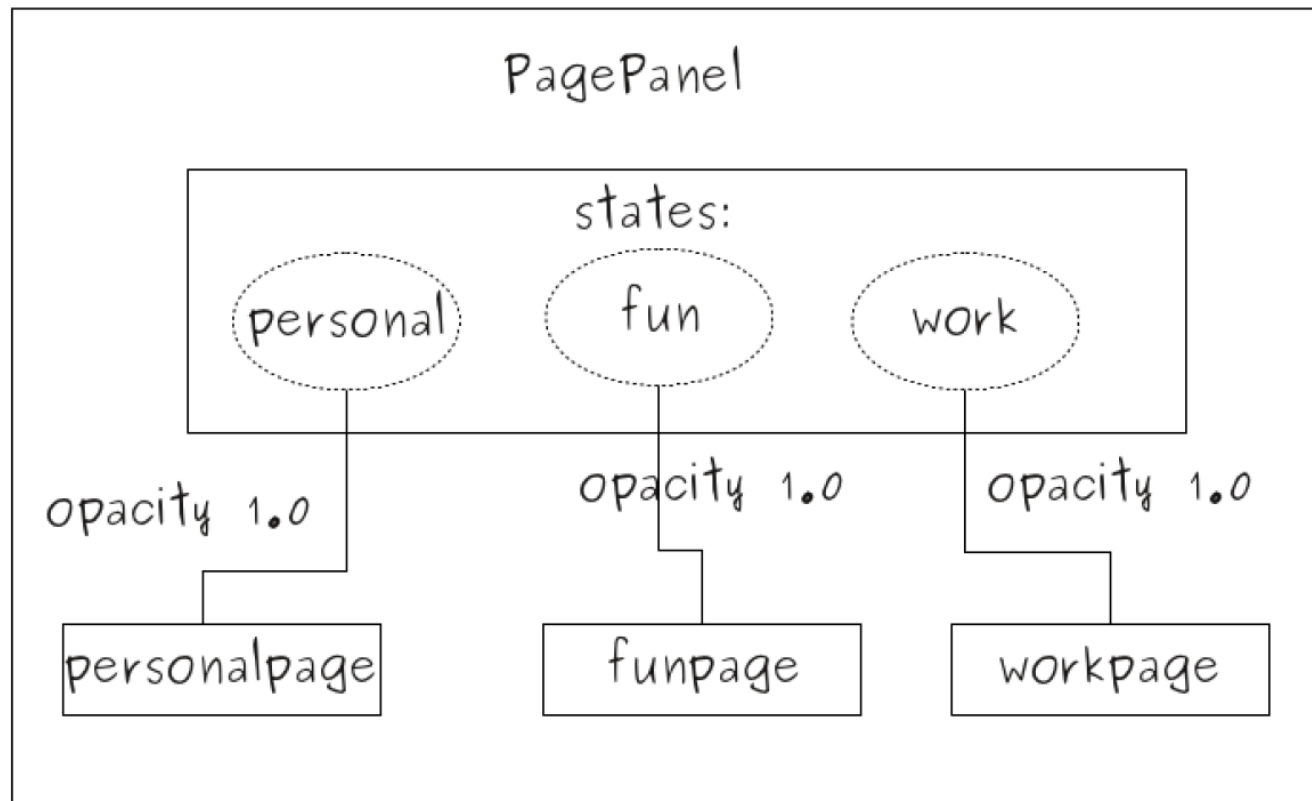 PagePanel
states:
personal
fun
work
opacity 1.0
opacity 1.0
opacity 1.0
personalpage
funpage
workpage